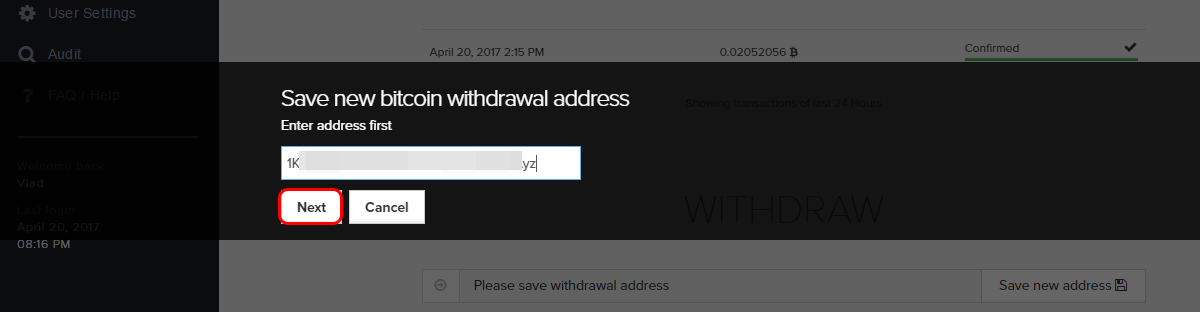 User Settings
Audit
FAQ / Help
Welcome back
Vlad
Last login
April 20, 2017
08:16 PM
April 20, 2017 2:15 PM
0.02052056 ₿
Confirmed
Showing transactions of last 24 Hours
Save new bitcoin withdrawal address
Enter address first
1K
yz
Next
Cancel
WITHDRAW
Please save withdrawal address
Save new address